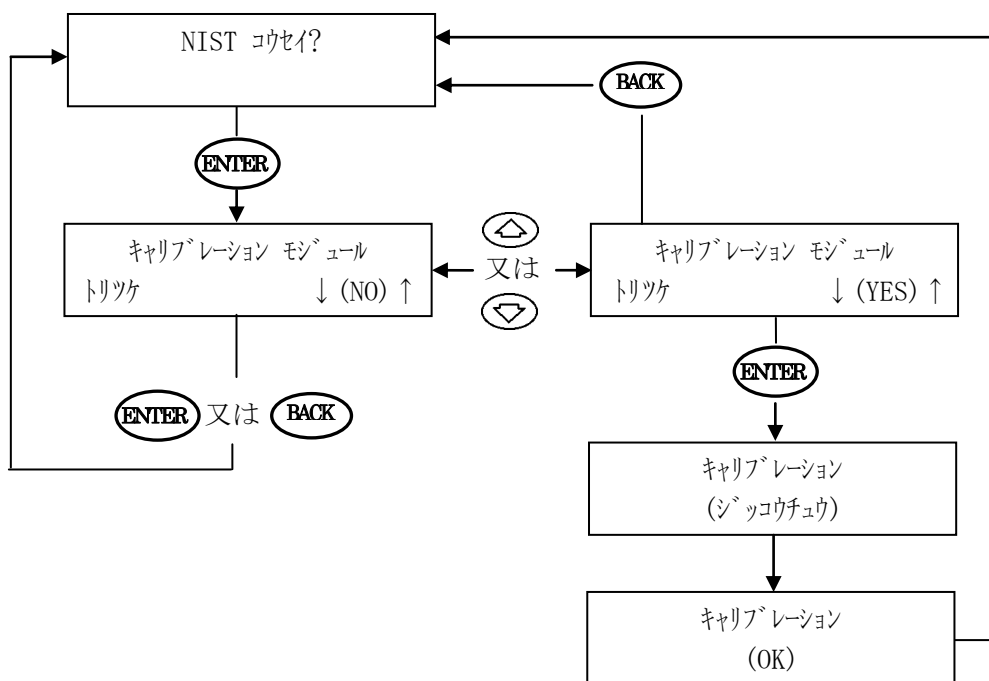 NIST コウセイ?
BACK
ENTER
キャリブレーション モジュール
トリツケ ↓(NO)↑
又は
キャリブレーション モジュール
トリツケ ↓(YES)↑
ENTER
ENTER 又は BACK
キャリブレーション
(ジッコウチュウ)
キャリブレーション
(OK)